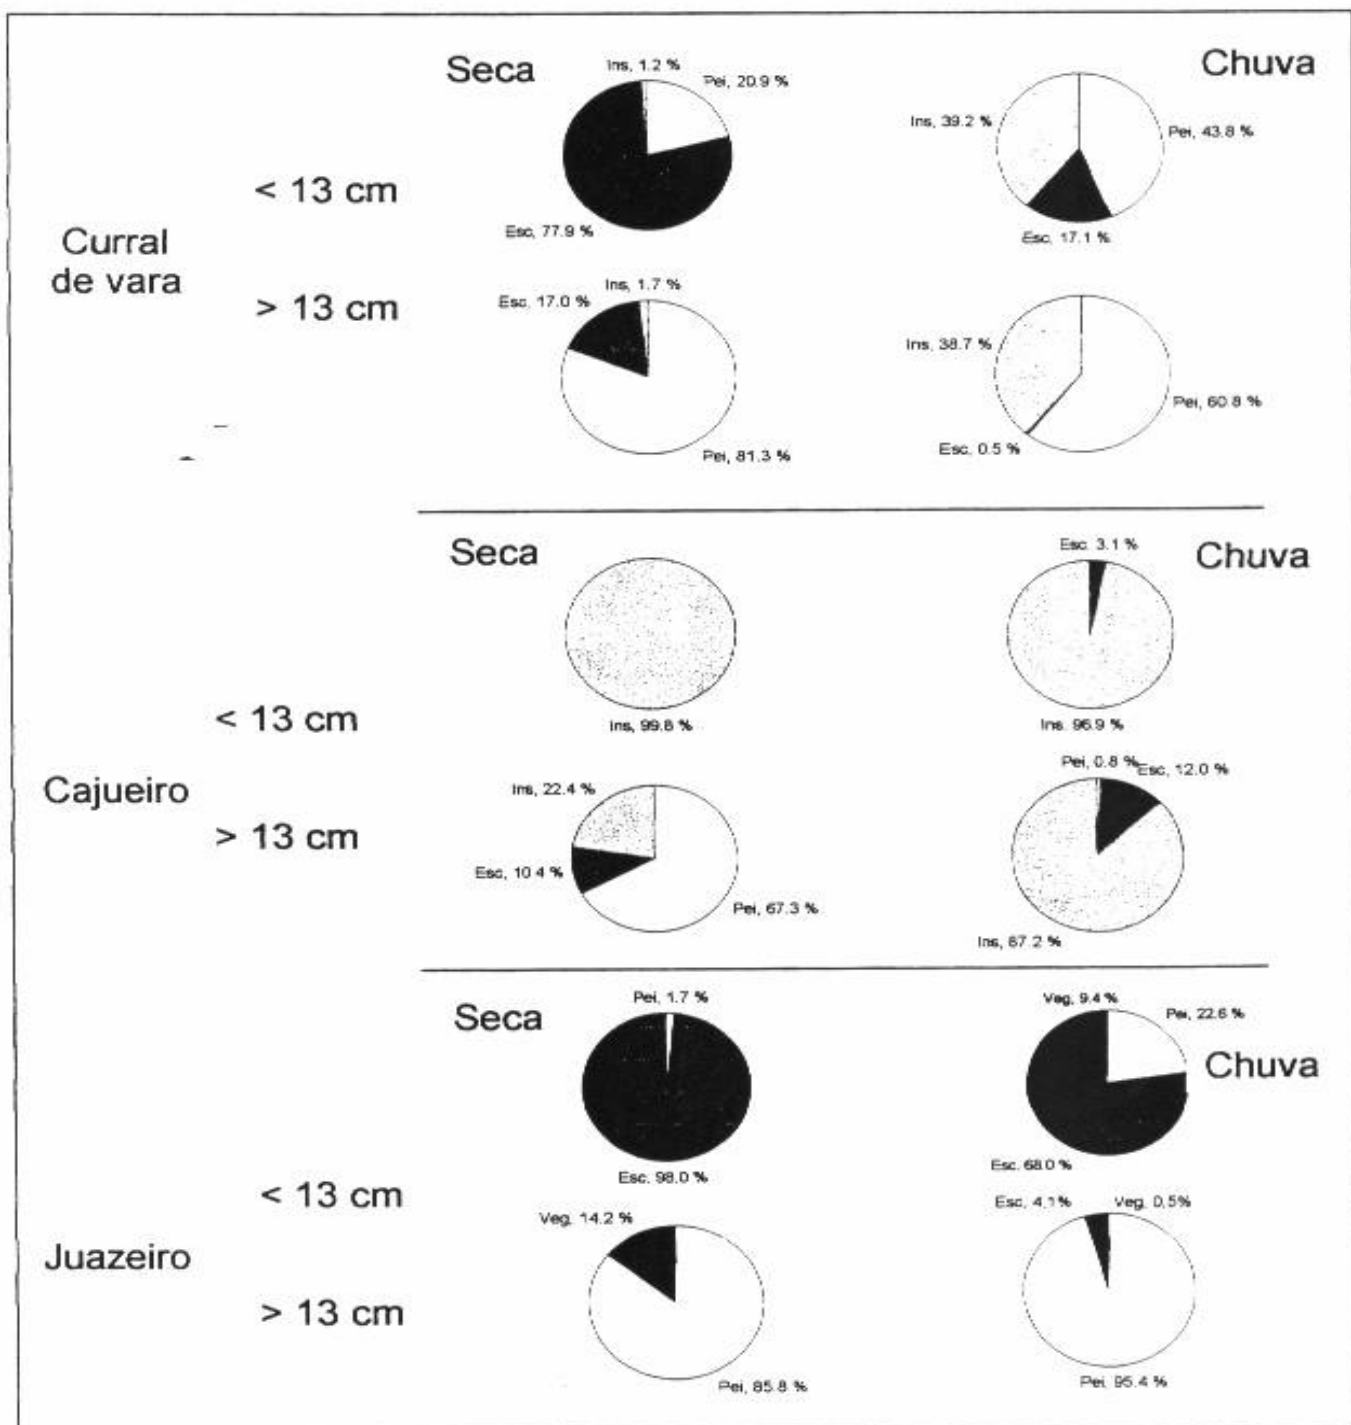 Seca
Ins, 1.2 %
Pei, 20.9 %
Esc, 77.9 %
Chuva
Ins, 39.2 %
Pei, 43.8 %
Esc, 17.1 %
Curral
de vara
< 13 cm
> 13 cm
Esc, 17.0 %
Ins, 1.7 %
Pei, 81.3 %
Ins, 38.7 %
Pei, 60.8 %
Esc, 0.5 %
Seca
Ins, 99.8 %
Chuva
Esc. 3.1 %
Ins. 96.9 %
Cajueiro
< 13 cm
> 13 cm
Ins, 22.4 %
Esc, 10.4 %
Pei, 67.3 %
Pei, 0.8 %
Esc, 12.0 %
Ins, 87.2 %
Seca
Pei, 1.7 %
Esc. 98.0 %
Chuva
Veg, 9.4 %
Pei, 22.6 %
Esc. 68.0 %
Juazeiro
< 13 cm
> 13 cm
Veg, 14.2 %
Pei, 85.8 %
Esc, 4.1%
Veg, 0,5%
Pei, 95.4 %